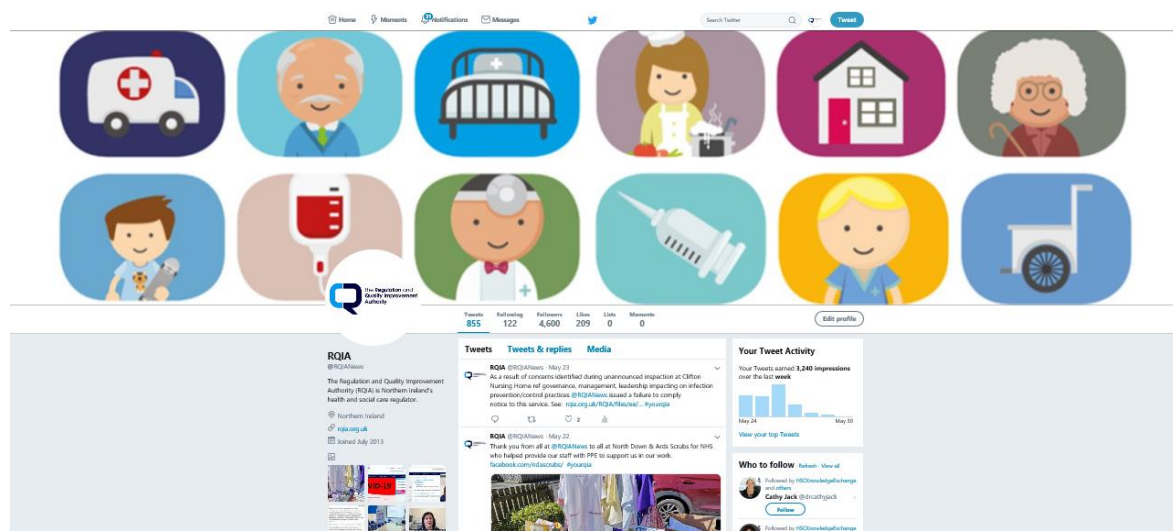 Home Moments Notifications Messages Search Twitter Tweet
The Regulation and
Quality Improvement
Authority
Tweets Following Followers Likes Lists Moments
855 122 4,600 209 0 0
Edit profile
RQIA
@RQIANews
The Regulation and Quality Improvement
Authority (RQIA) is Northern Ireland's
health and social care regulator.
Northern Ireland
rqia.org.uk
Joined July 2013
VID-19
Tweets Tweets & replies Media
RQIA @RQIANews · May 23
As a result of concerns identified during unannounced inspection at Clifton
Nursing Home ref governance, management, leadership impacting on infection
prevention/control practices @RQIANews issued a failure to comply
notice to this service. See: rqia.org.uk/RQIA/files/ee/... #yourrqia
2
RQIA @RQIANews · May 22
Thank you from all at @RQIANews to all at North Down & Ards Scrubs for NHS
who helped provide our staff with PPE to support us in our work.
facebook.com/ndascrubs/ #yourrqia
Your Tweet Activity
Your Tweets earned 3,240 impressions
over the last week
May 24 May 30
View your top Tweets
Who to follow · Refresh · View all
Followed by HSCKnowledgeExchange
and others
Cathy Jack @drcathyjack
Follow
Followed by HSCKnowledgeExchange